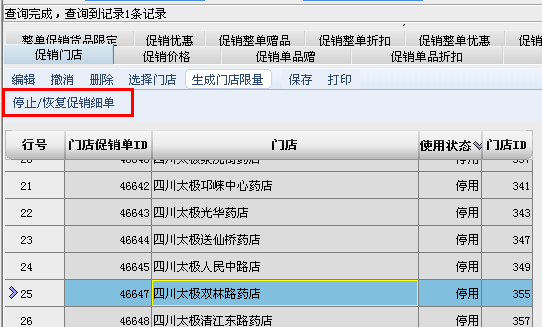 查询完成，查询到记录1条记录
整单促销货品限定 促销优惠 促销整单赠品 促销整单折扣 促销优惠
促销门店 促销价格 促销单品赠 促销单品折扣
编辑 撤消 删除 选择门店 生成门店限量 保存 打印
停止/恢复促销细单
行号 门店促销单ID 门店 使用状态 门店ID
21 46642 四川太极邛崃中心药店 停用 341
22 46643 四川太极光华药店 停用 343
23 46644 四川太极送仙桥药店 停用 347
24 46645 四川太极人民中路店 停用 349
25 46647 四川太极双林路药店 停用 355
26 46648 四川太极清江东路药店 停用 357